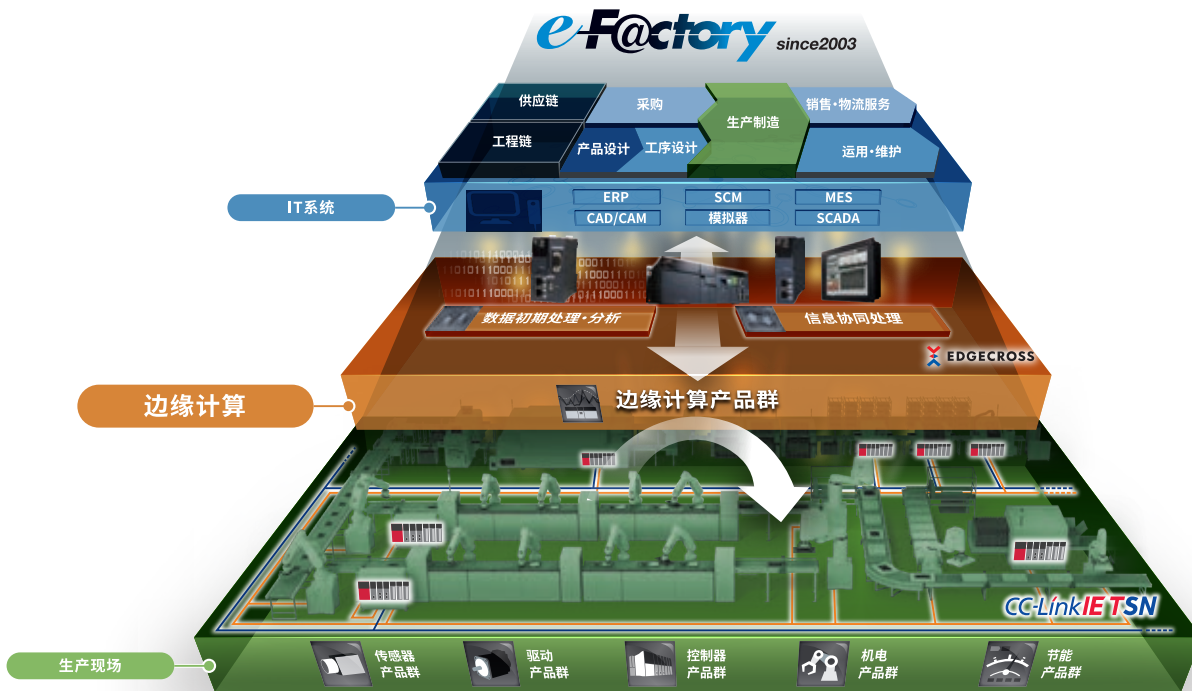 e-F@ctory since2003
供应链
采购
生产制造
销售·物流服务
工程链
产品设计
工序设计
运用·维护
IT系统
ERP
SCM
MES
CAD/CAM
模拟器
SCADA
数据初期处理·分析
信息协同处理
EDGECROSS
边缘计算
边缘计算产品群
CC-Link IE TSN
生产现场
传感器
产品群
驱动
产品群
控制器
产品群
机电
产品群
节能
产品群